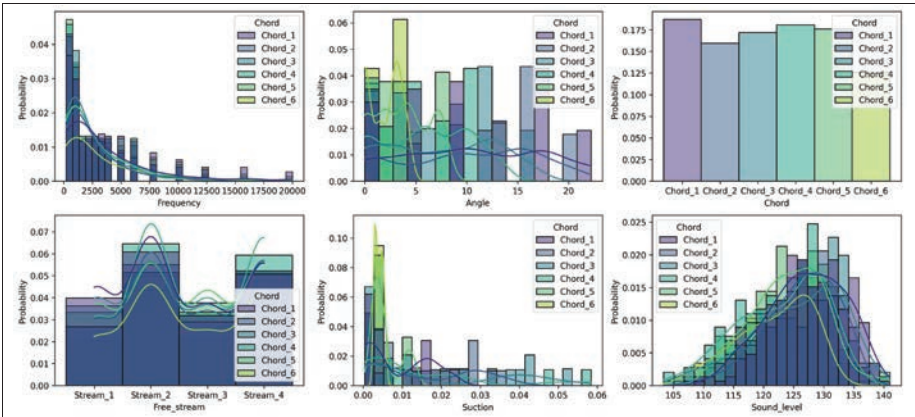 Chord
Chord_1
Chord_2
Chord_3
Chord_4
Chord_5
Chord_6
Probability
0.04
0.03
0.02
0.01
0.00
0 2500 5000 7500 10000 12500 15000 17500 20000
Frequency
Chord
Chord_1
Chord_2
Chord_3
Chord_4
Chord_5
Chord_6
Probability
0.06
0.05
0.04
0.03
0.02
0.01
0.00
0 5 10 15 20
Angle
Chord
Chord_1
Chord_2
Chord_3
Chord_4
Chord_5
Chord_6
Probability
0.175
0.150
0.125
0.100
0.075
0.050
0.025
0.000
Chord_1 Chord_2 Chord_3 Chord_4 Chord_5 Chord_6
Chord
Probability
0.07
0.06
0.05
0.04
0.03
0.02
0.01
0.00
Chord
Chord_1
Chord_2
Chord_3
Chord_4
Chord_5
Chord_6
Stream_1 Stream_2 Stream_3 Stream_4
Free_stream
Chord
Chord_1
Chord_2
Chord_3
Chord_4
Chord_5
Chord_6
Probability
0.10
0.08
0.06
0.04
0.02
0.00
0.00 0.01 0.02 0.03 0.04 0.05 0.06
Suction
Chord
Chord_1
Chord_2
Chord_3
Chord_4
Chord_5
Chord_6
Probability
0.025
0.020
0.015
0.010
0.005
0.000
105 110 115 120 125 130 135 140
Sound_level